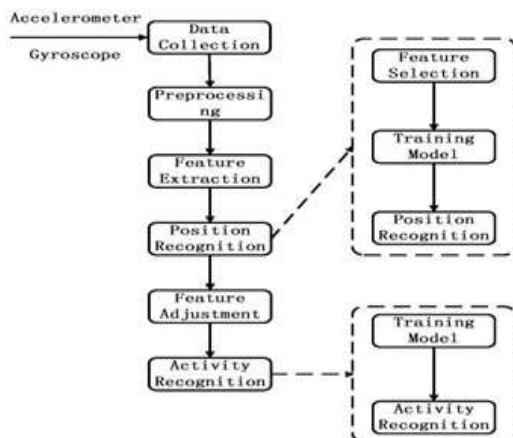 Accelerometer
Gyroscope
Data
Collection
Preprocessi
ng
Feature
Extraction
Position
Recognition
Feature
Adjustment
Activity
Recognition
Feature
Selection
Training
Model
Position
Recognition
Training
Model
Activity
Recognition